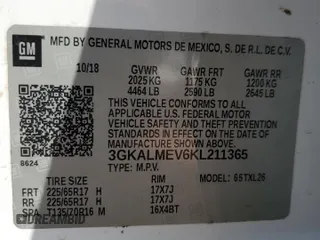 GM
MFD BY GENERAL MOTORS DE MEXICO, S. DE R.L. DE C.V.
10/18 GVWR GAWR FRT GAWR RR
2025 KG 1175 KG 1200 KG
4464 LB 2590 LB 2645 LB
THIS VEHICLE CONFORMS TO ALL
APPLICABLE U.S. FEDERAL MOTOR
VEHICLE SAFETY AND THEFT PREVENTION
STANDARDS IN EFFECT ON THE DATE OF
MANUFACTURE SHOWN ABOVE.
3GKALMEV6KL211365
8624
TYPE: M.P.V.
MODEL: 6STXL26
TIRE SIZE RIM
FRT 225/65R17 H 17X7J
RR 225/65R17 H 17X7J
SPA T135/70R16 M 16X4BT